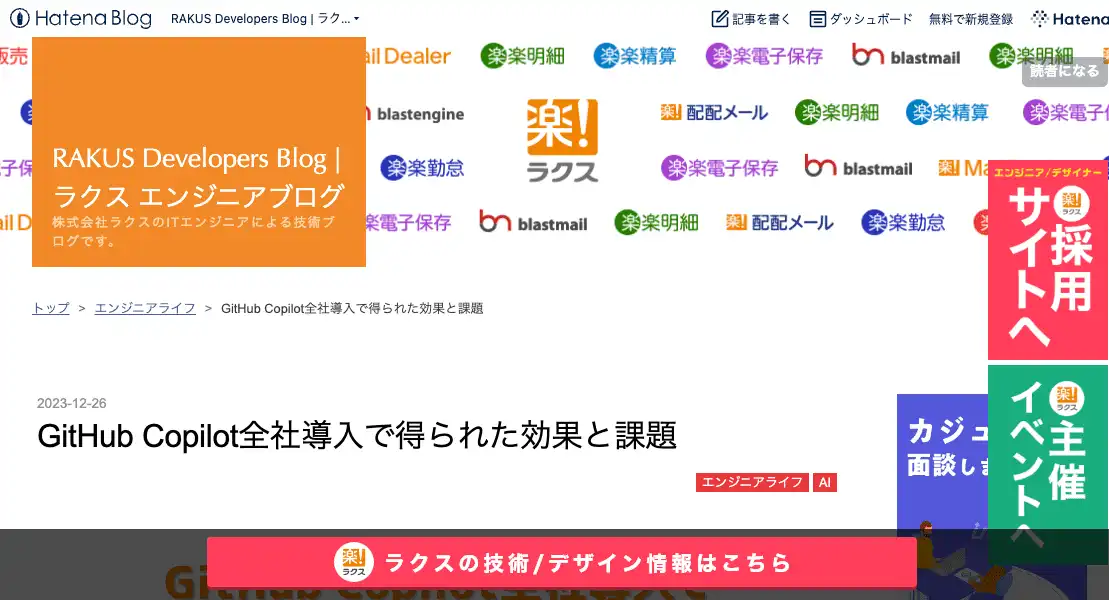 Hatena Blog
RAKUS Developers Blog | ラク...
記事を書く
ダッシュボード
無料で新規登録
Hatena
販売
ail Dealer
楽楽明細
楽楽精算
楽楽電子保存
blastmail
楽楽明細
読者になる
blastengine
楽!
ラクス
楽! 配配メール
楽楽明細
楽楽精算
楽楽電子
子保
楽楽勤怠
楽楽電子保存
blastmail
楽! Ma
ail D
楽電子保存
blastmail
楽楽明細
楽! 配配メール
楽楽勤怠
RAKUS Developers Blog |
ラクス エンジニアブログ
株式会社ラクスのITエンジニアによる技術ブ
ログです。
エンジニア/デザイナー
楽!
ラクス
採用
サイトへ
トップ > エンジニアライフ > GitHub Copilot全社導入で得られた効果と課題
楽!
ラクス
主催
イベントへ
2023-12-26
GitHub Copilot全社導入で得られた効果と課題
エンジニアライフ AI
カジュ
面談しま
楽!
ラクス
ラクスの技術/デザイン情報はこちら